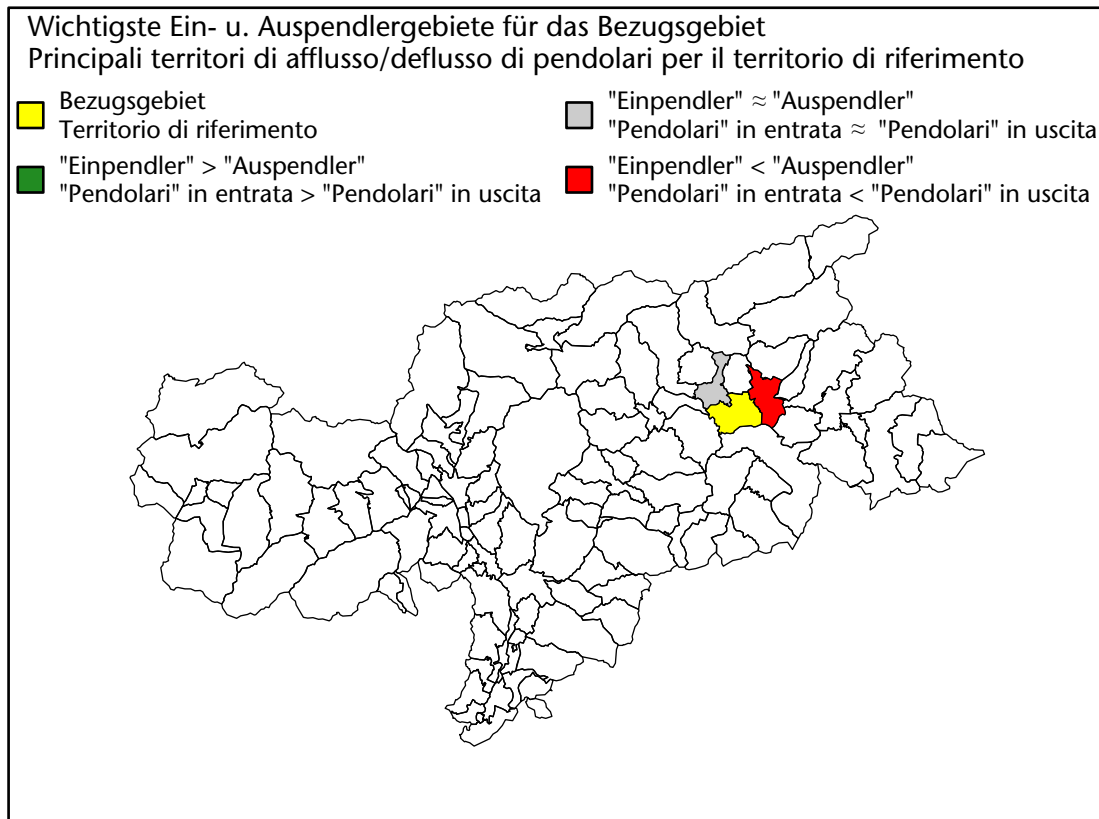 Wichtigste Ein- u. Auspendlergebiete für das Bezugsgebiet
Principali territori di afflusso/deflusso di pendolari per il territorio di riferimento
Bezugsgebiet
Territorio di riferimento
"Einpendler" > "Auspendler"
"Pendolari" in entrata > "Pendolari" in uscita
"Einpendler" ≈ "Auspendler"
"Pendolari" in entrata ≈ "Pendolari" in uscita
"Einpendler" < "Auspendler"
"Pendolari" in entrata < "Pendolari" in uscita